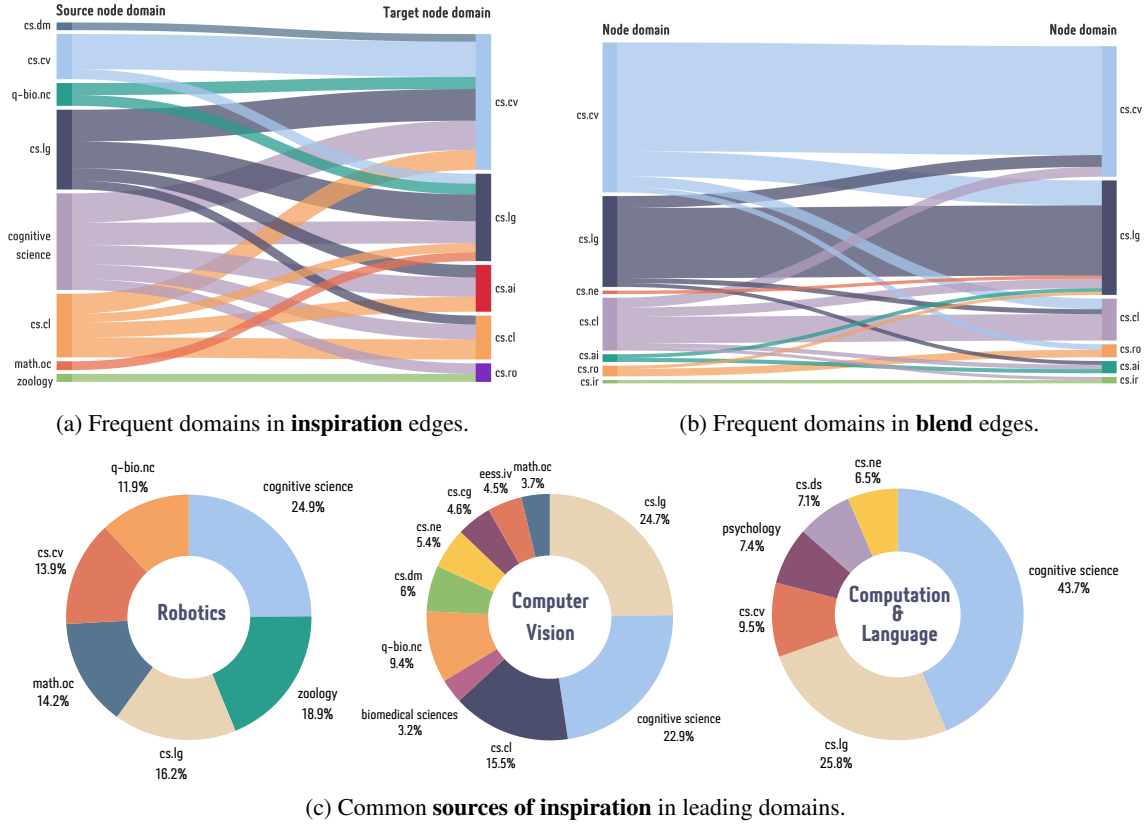 Source node domain
Target node domain
cs.dm
cs.cv
q-bio.nc
cs.lg
cognitive
science
cs.cl
math.oc
zoology
cs.cv
cs.lg
cs.ai
cs.cl
cs.ro
(a) Frequent domains in inspiration edges.
Node domain
Node domain
cs.cv
cs.lg
cs.ne
cs.cl
cs.ai
cs.ro
cs.ir
cs.cv
cs.lg
cs.cl
cs.ro
cs.ai
cs.ir
(b) Frequent domains in blend edges.
q-bio.nc
11.9%
cognitive science
24.9%
cs.cv
13.9%
Robotics
math.oc
14.2%
zoology
18.9%
cs.lg
16.2%
eess.iv
4.5%
math.oc
3.7%
cs.cg
4.6%
cs.lg
24.7%
cs.ne
5.4%
cs.dm
6%
Computer
Vision
q-bio.nc
9.4%
biomedical sciences
3.2%
cs.cl
15.5%
cognitive science
22.9%
cs.ne
6.5%
cs.ds
7.1%
psychology
7.4%
cognitive science
43.7%
cs.cv
9.5%
Computation
&
Language
cs.lg
25.8%
(c) Common sources of inspiration in leading domains.